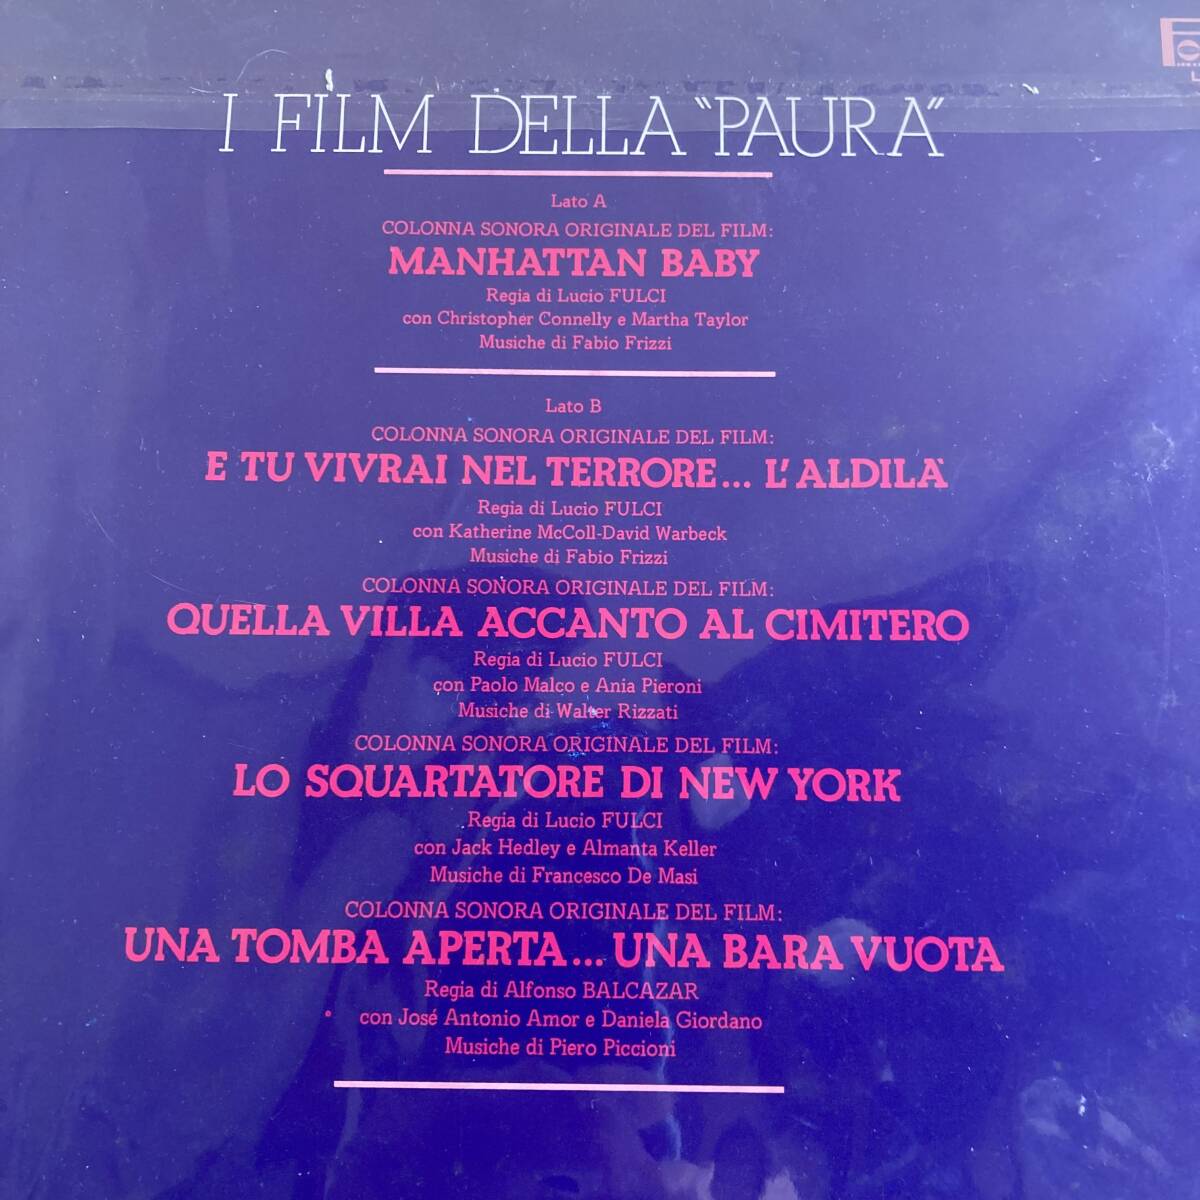 I FILM DELLA "PAURA"
Lato A
COLONNA SONORA ORIGINALE DEL FILM:
MANHATTAN BABY
Regia di Lucio FULCI
con Christopher Connelly e Martha Taylor
Musiche di Fabio Frizzi
Lato B
COLONNA SONORA ORIGINALE DEL FILM:
E TU VIVRAI NEL TERRORE... L'ALDILÀ
Regia di Lucio FULCI
con Katherine McColl-David Warbeck
Musiche di Fabio Frizzi
COLONNA SONORA ORIGINALE DEL FILM:
QUELLA VILLA ACCANTO AL CIMITERO
Regia di Lucio FULCI
con Paolo Malco e Ania Pieroni
Musiche di Walter Rizzati
COLONNA SONORA ORIGINALE DEL FILM:
LO SQUARTATORE DI NEW YORK
Regia di Lucio FULCI
con Jack Hedley e Almanta Keller
Musiche di Francesco De Masi
COLONNA SONORA ORIGINALE DEL FILM:
UNA TOMBA APERTA... UNA BARA VUOTA
Regia di Alfonso BALCAZAR
con José Antonio Amor e Daniela Giordano
Musiche di Piero Piccioni